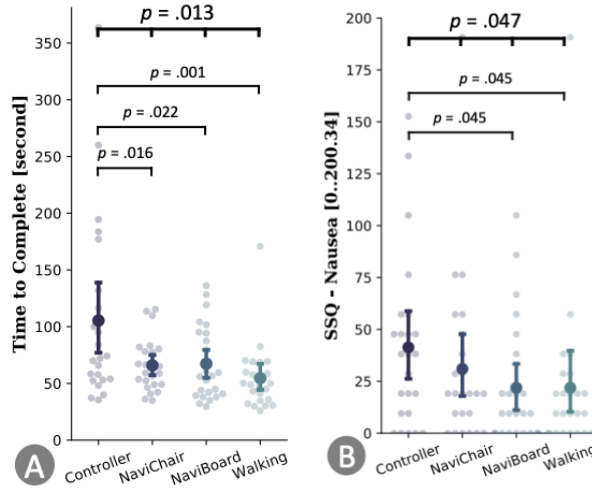 p = .013
p = .001
p = .022
p = .016
350
300
250
200
150
100
50
0
Time to Complete [second]
Controller
NaviChair
NaviBoard
Walking
A
p = .047
p = .045
p = .045
200
175
150
125
100
75
50
25
0
SSQ - Nausea [0..200.34]
Controller
NaviChair
NaviBoard
Walking
B